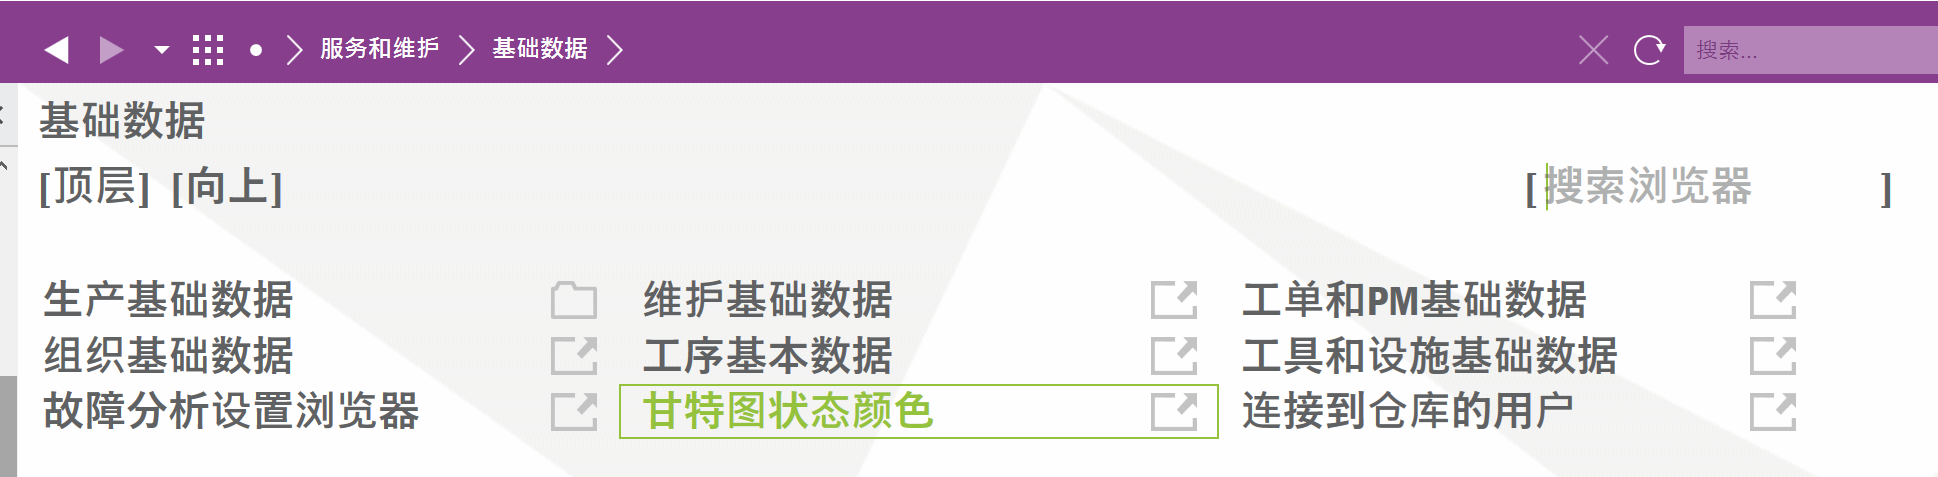 服务和维护 基础数据 搜索...
基础数据
[顶层] [向上] [搜索浏览器 ]
生产基础数据 维护基础数据 工单和PM基础数据
组织基础数据 工序基本数据 工具和设施基础数据
故障分析设置浏览器 甘特图状态颜色 连接到仓库的用户